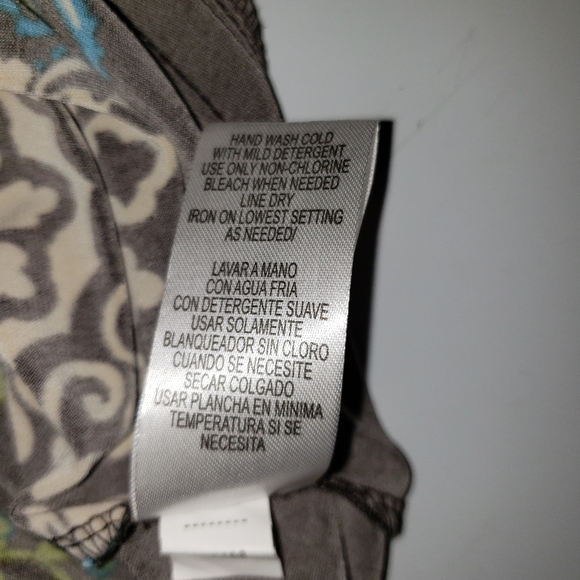 HAND WASH COLD
WITH MILD DETERGENT
USE ONLY NON-CHLORINE
BLEACH WHEN NEEDED
LINE DRY
IRON ON LOWEST SETTING
AS NEEDED/
LAVAR A MANO
CON AGUA FRIA
CON DETERGENTE SUAVE
USAR SOLAMENTE
BLANQUEADOR SIN CLORO
CUANDO SE NECESITE
SECAR COLGADO
USAR PLANCHA EN MINIMA
TEMPERATURA SI SE
NECESITA